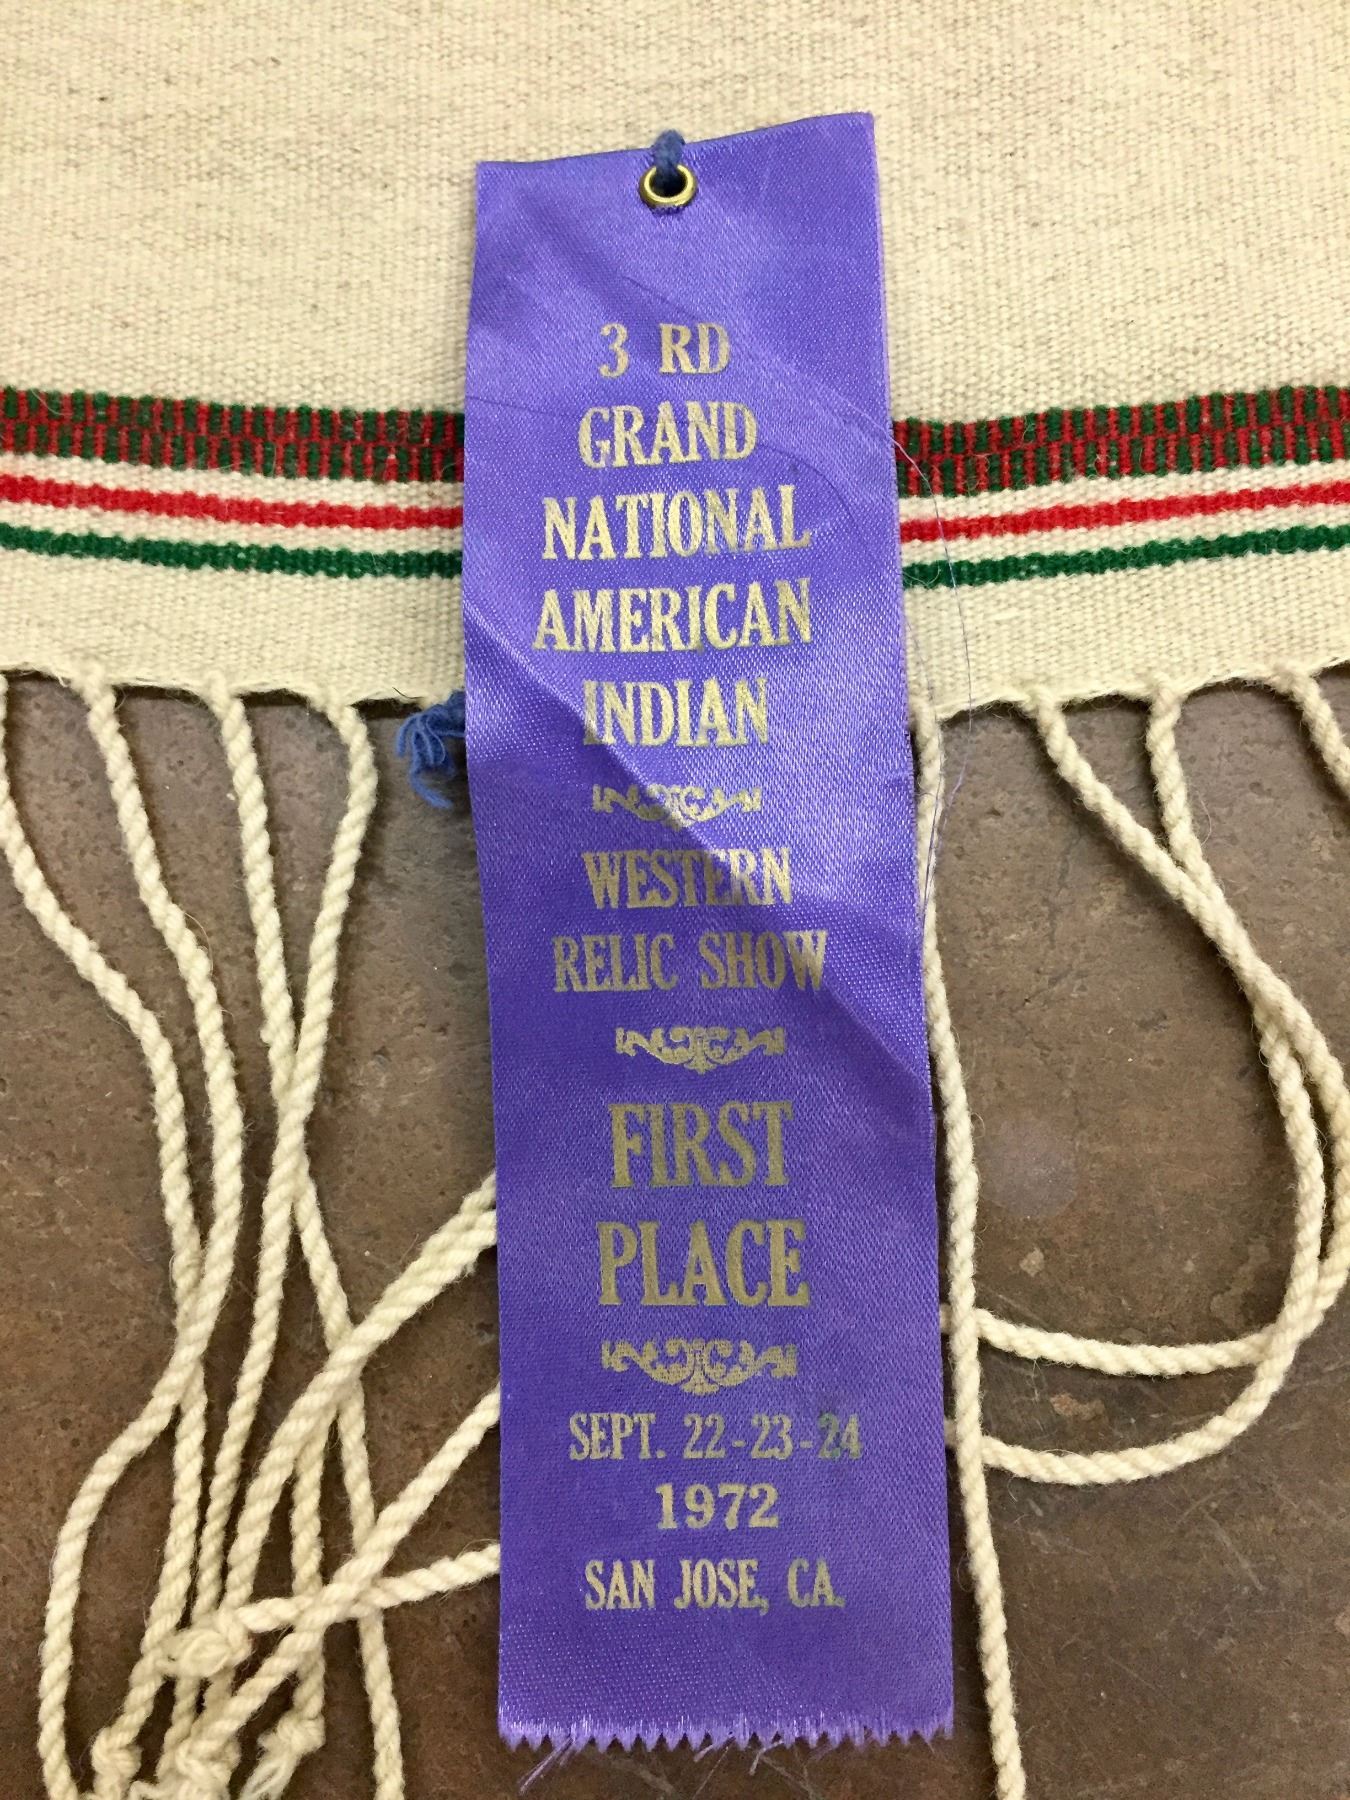 3 RD
GRAND
NATIONAL
AMERICAN
INDIAN
WESTERN
RELIC SHOW
FIRST
PLACE
SEPT. 22-23-24
1972
SAN JOSE, CA.